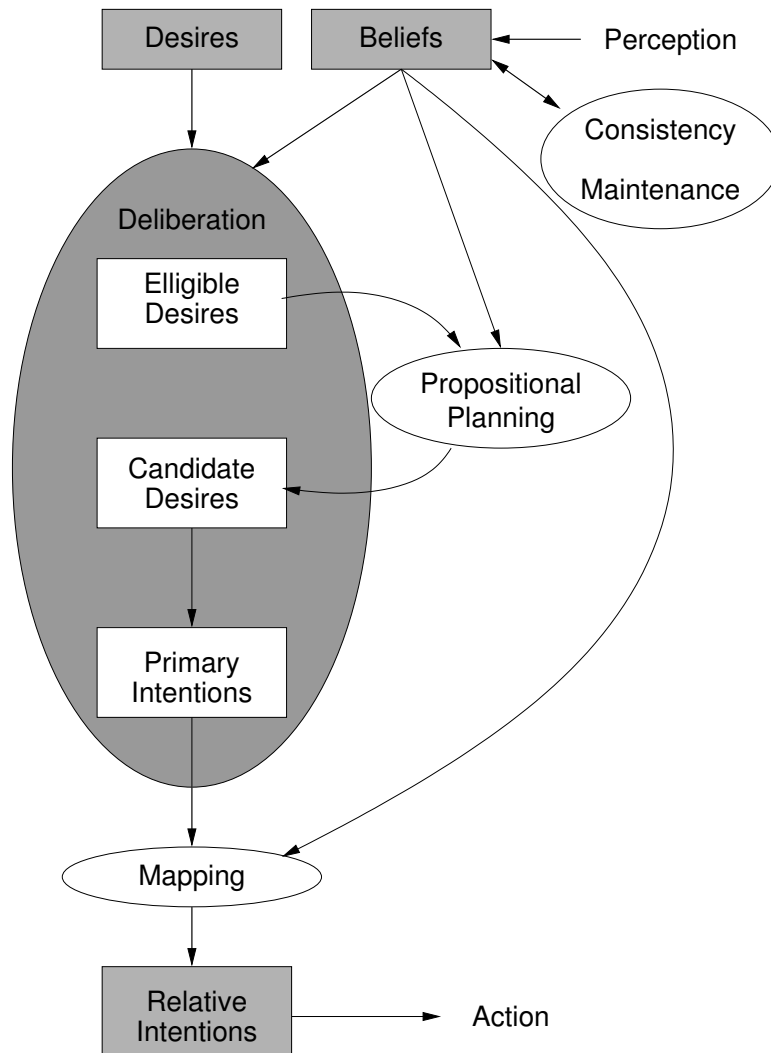 Desires
Beliefs
Perception
Consistency
Maintenance
Deliberation
Elligible
Desires
Propositional
Planning
Candidate
Desires
Primary
Intentions
Mapping
Relative
Intentions
Action